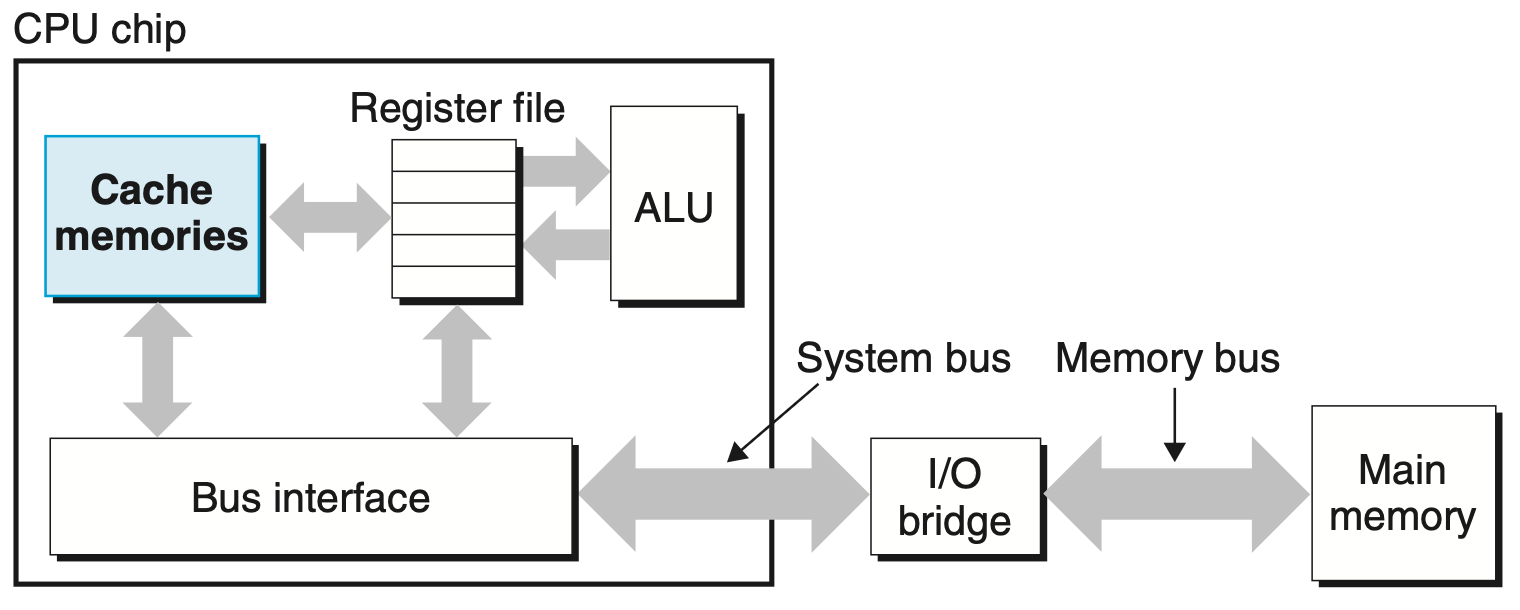 CPU chip
Register file
Cache
memories
ALU
System bus
Memory bus
Bus interface
I/O
bridge
Main
memory